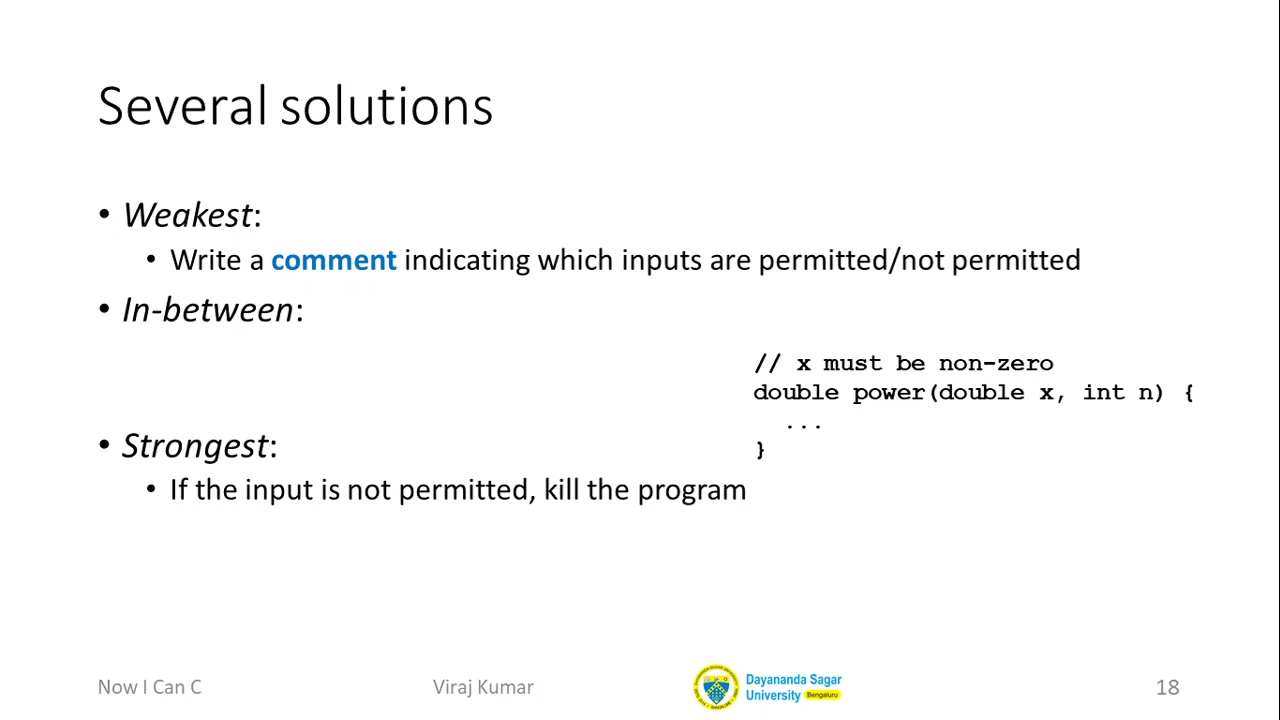 Several solutions
• Weakest:
• Write a comment indicating which inputs are permitted/not permitted
• In-between:
// x must be non-zero
double power(double x, int n) {
...
}
• Strongest:
• If the input is not permitted, kill the program
Now I Can C
Viraj Kumar
Dayananda Sagar
University Bengaluru
18